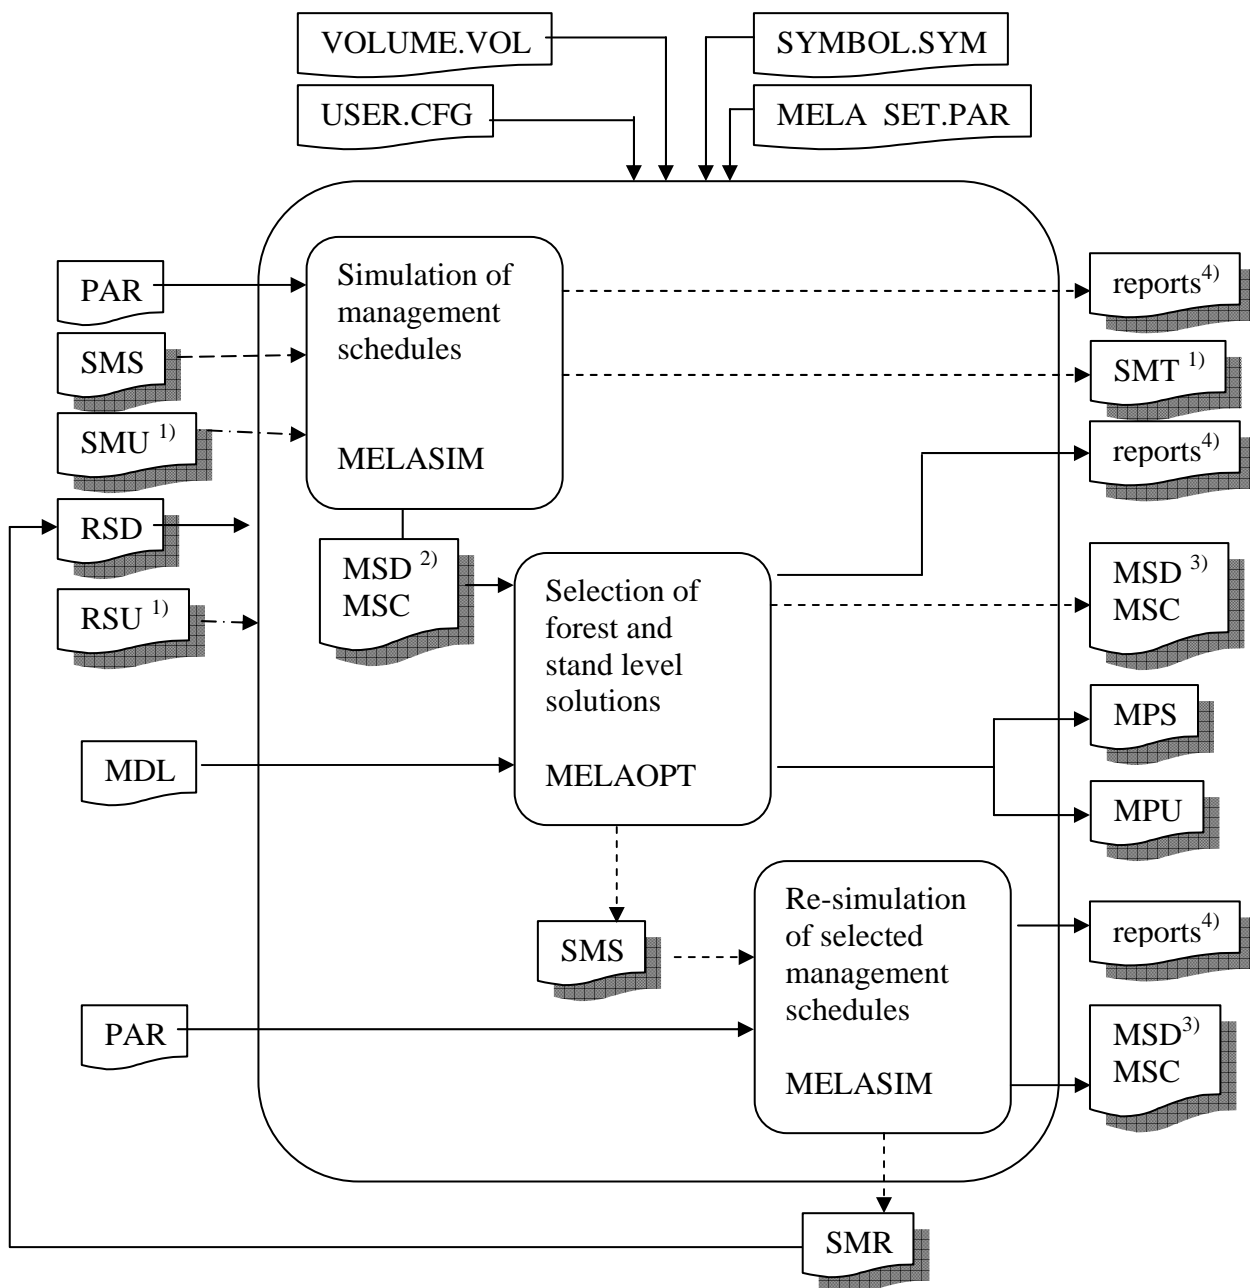 VOLUME.VOL
SYMBOL.SYM
USER.CFG
MELA SET.PAR
PAR
SMS
SMU 1)
RSD
RSU 1)
MDL
PAR
Simulation of
management
schedules
MELASIM
MSD 2)
MSC
Selection of
forest and
stand level
solutions
MELAOPT
SMS
Re-simulation
of selected
management
schedules
MELASIM
reports4)
SMT 1)
reports4)
MSD 3)
MSC
MPS
MPU
reports4)
MSD3)
MSC
SMR